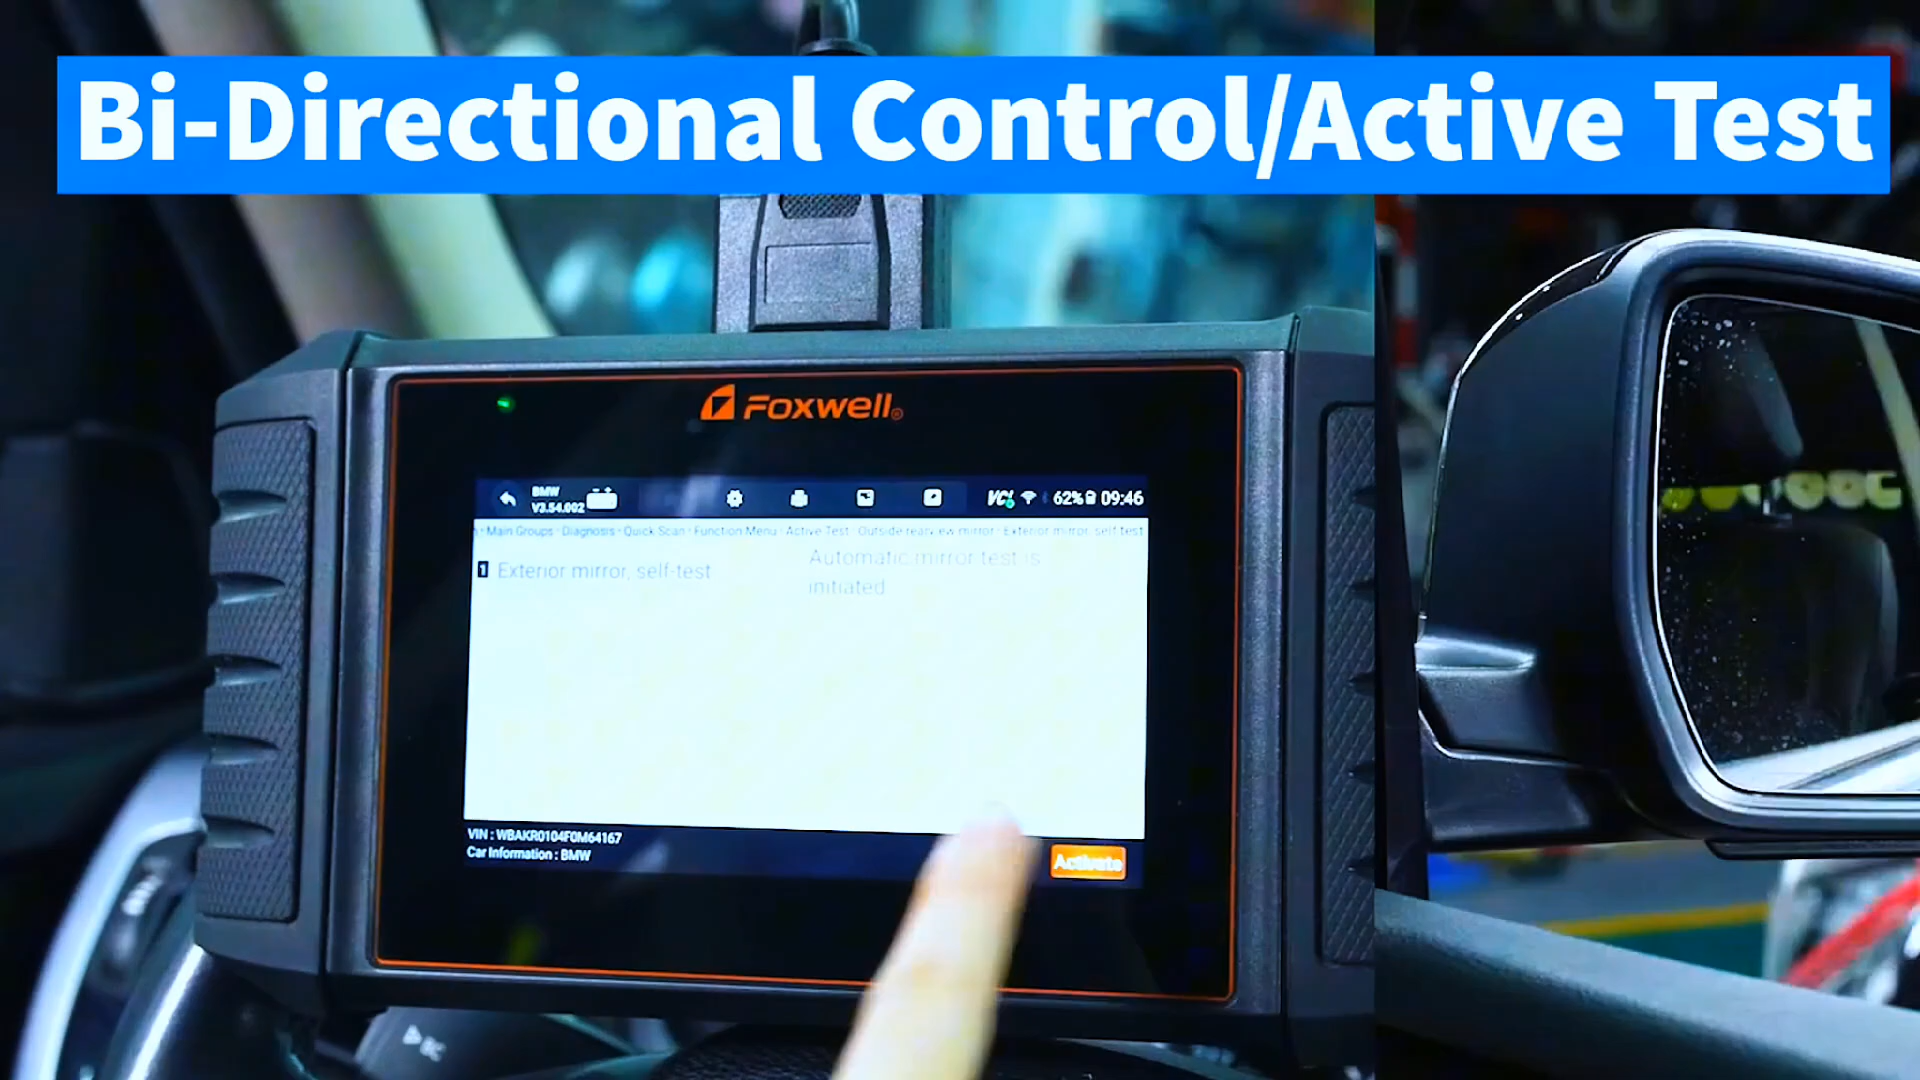 Bi-Directional Control/Active Test
FOXWELL
BMW
V3.54.002
VCI 62% 09:46
Main Groups · Diagnosis · Quick Scan · Function Menu · Active Test · Outside rearview mirror · Exterior mirror, self test
1 Exterior mirror, self-test
Automatic mirror test is
initiated
VIN : WBAKR0104F0M64167
Car Information : BMW
Activate